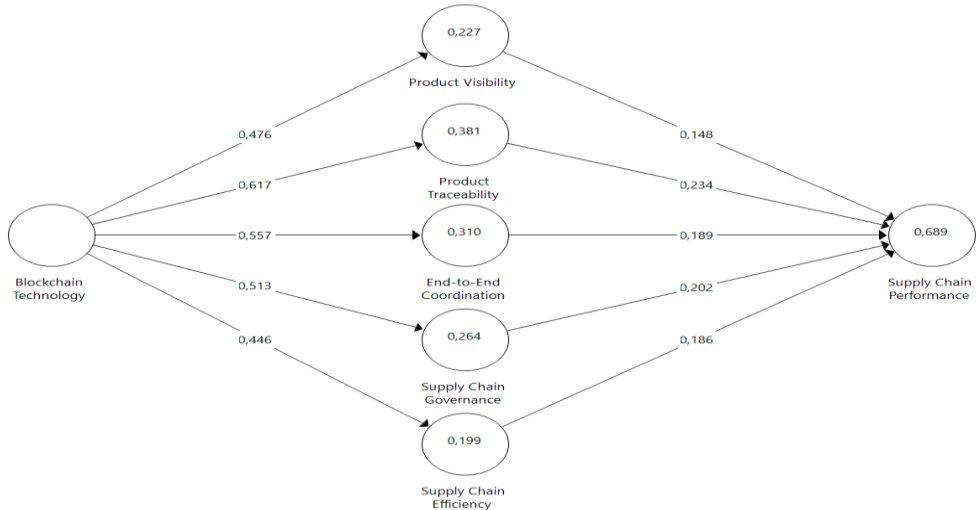 0,227
Product Visibility
0,476
0,148
0,381
Product
Traceability
0,617
0,234
Blockchain
Technology
0,557
0,310
End-to-End
Coordination
0,189
0,689
Supply Chain
Performance
0,513
0,202
0,264
Supply Chain
Governance
0,446
0,186
0,199
Supply Chain
Efficiency